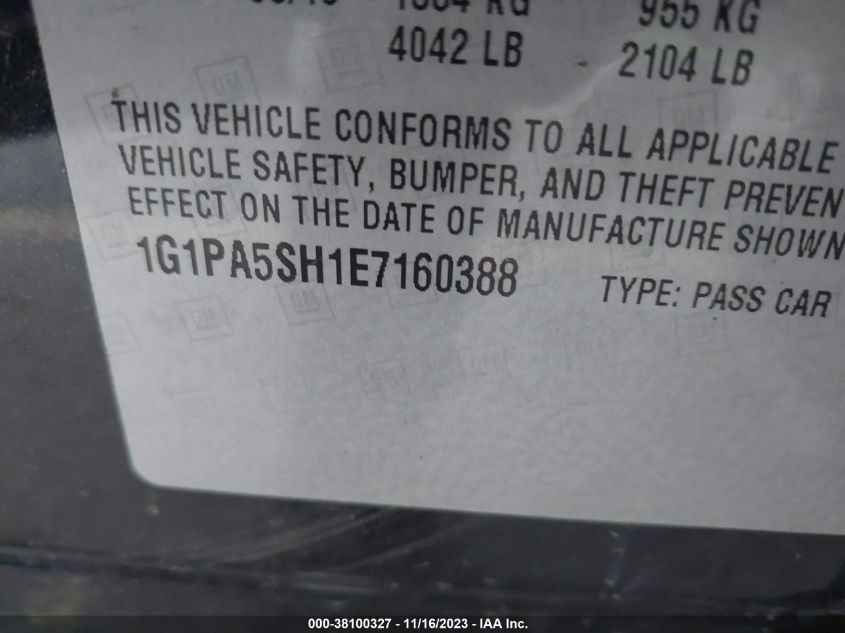 955 KG
4042 LB 2104 LB
THIS VEHICLE CONFORMS TO ALL APPLICABLE
VEHICLE SAFETY, BUMPER, AND THEFT PREVEN
EFFECT ON THE DATE OF MANUFACTURE SHOWN
1G1PA5SH1E7160388 TYPE: PASS CAR
000-38100327 - 11/16/2023 - IAA Inc.